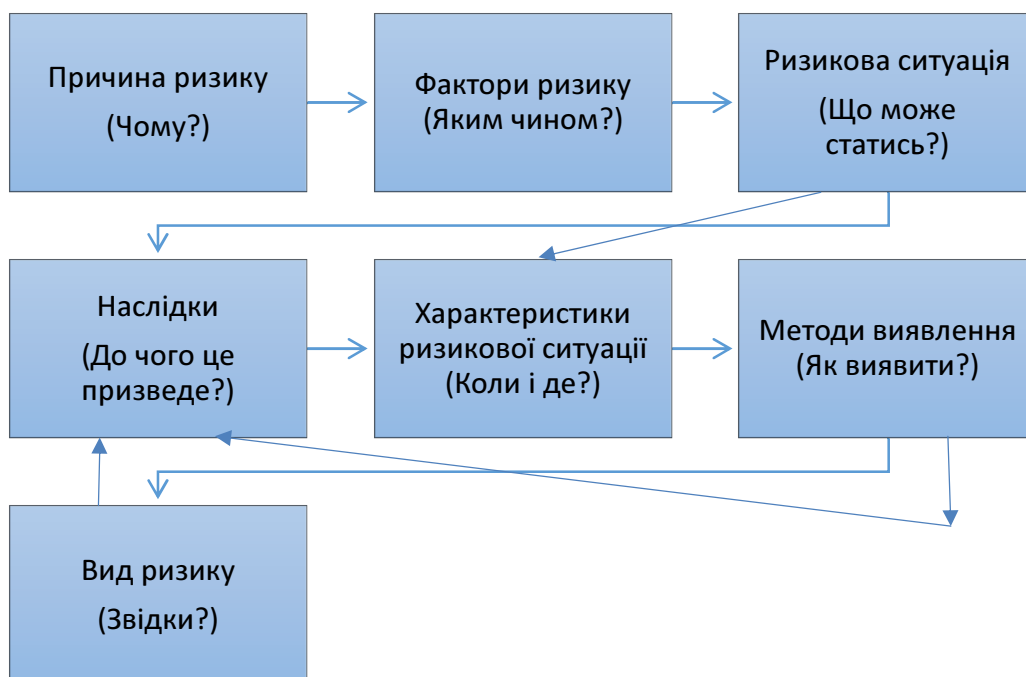 Причина ризику
(Чому?)
Фактори ризику
(Яким чином?)
Ризикова ситуація
(Що може
статись?)
Наслідки
(До чого це
призведе?)
Характеристики
ризикової ситуації
(Коли і де?)
Методи виявлення
(Як виявити?)
Вид ризику
(Звідки?)